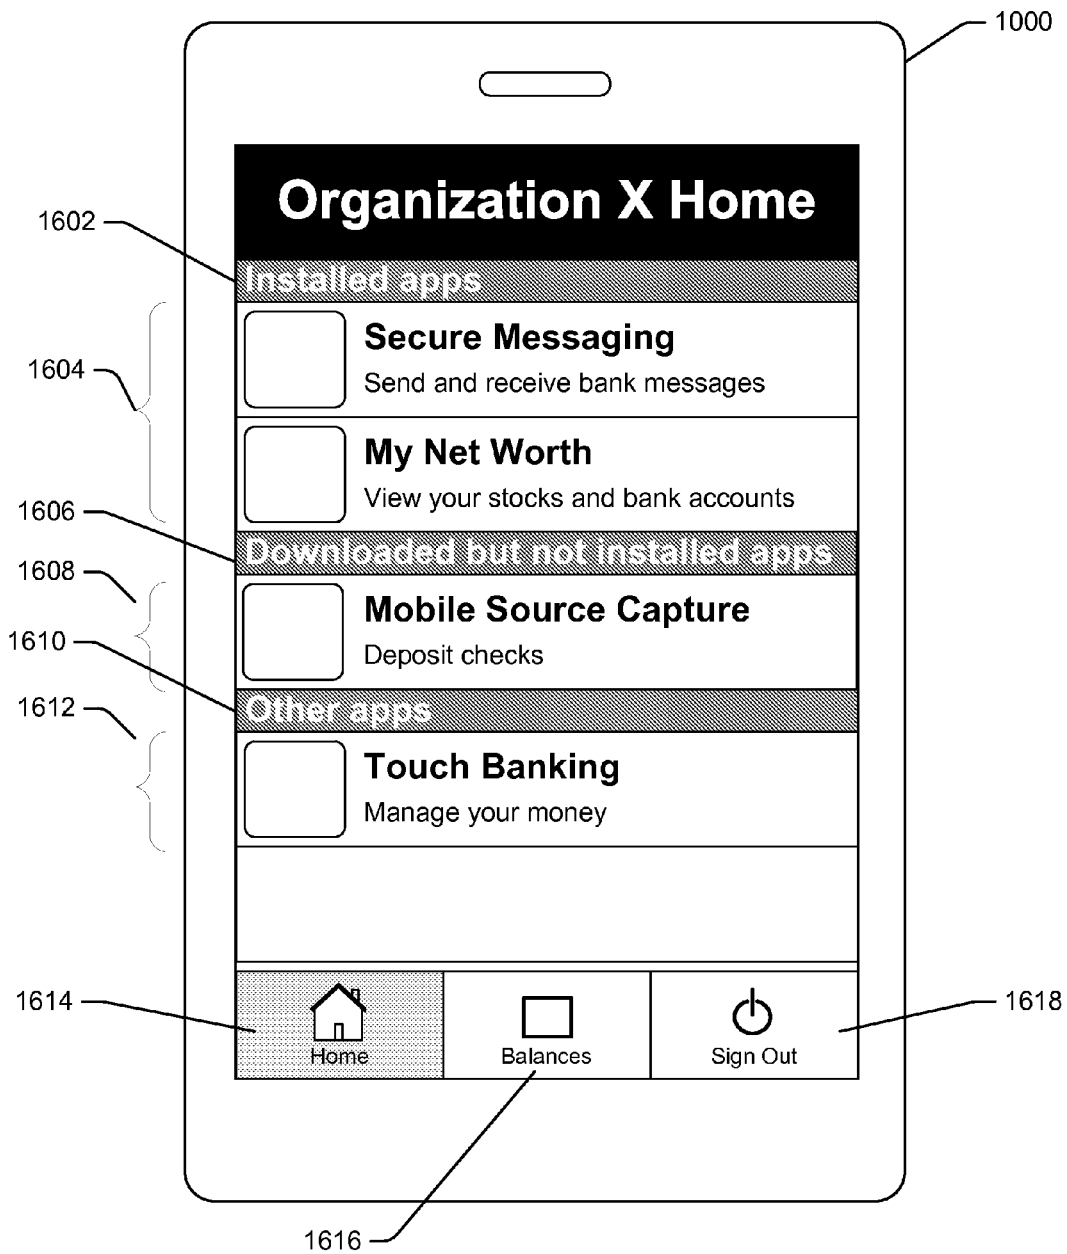 1000
Organization X Home
1602
Installed apps
Secure Messaging
1604
Send and receive bank messages
My Net Worth
View your stocks and bank accounts
1606
Downloaded but not installed apps
1608
Mobile Source Capture
1610
Deposit checks
Other apps
1612
Touch Banking
Manage your money
1614
1618
Home
Balances
Sign Out
1616